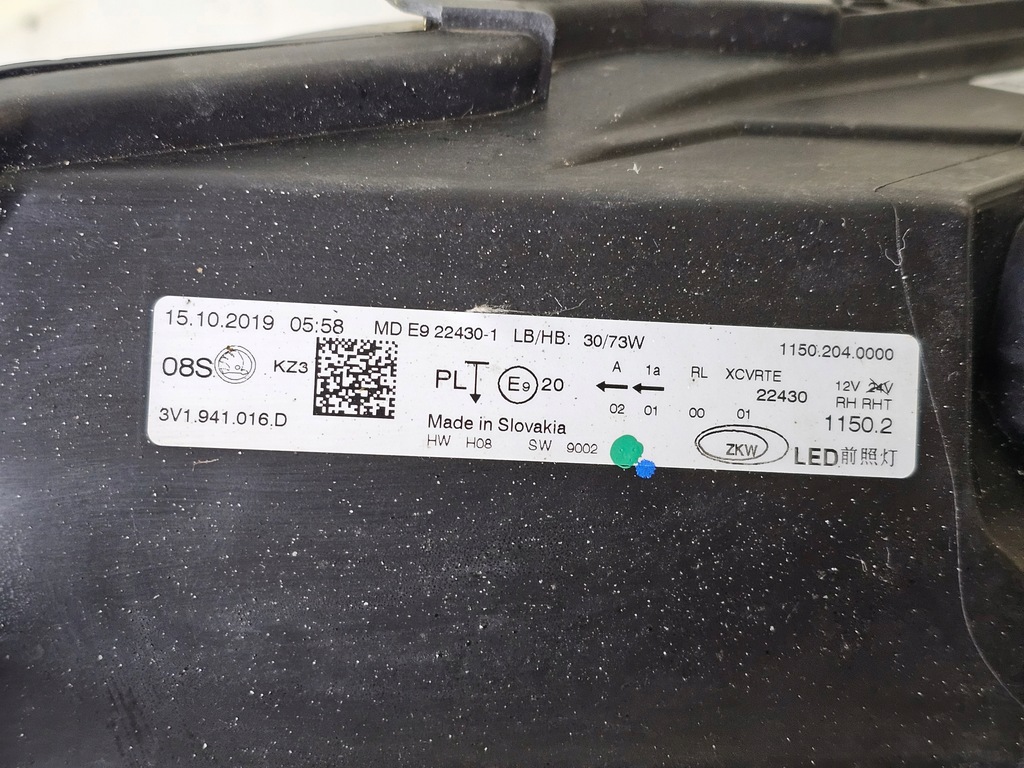 15.10.2019 05:58 MD E9 22430-1 LB/HB: 30/73W 1150.204.0000
08S KZ3 PL E9 20 A 1a RL XCVRTE 12V 24V
22430 RH RHT
02 01 00 01
3V1.941.016.D Made in Slovakia 1150.2
HW H08 SW 9002 ZKW LED前照灯